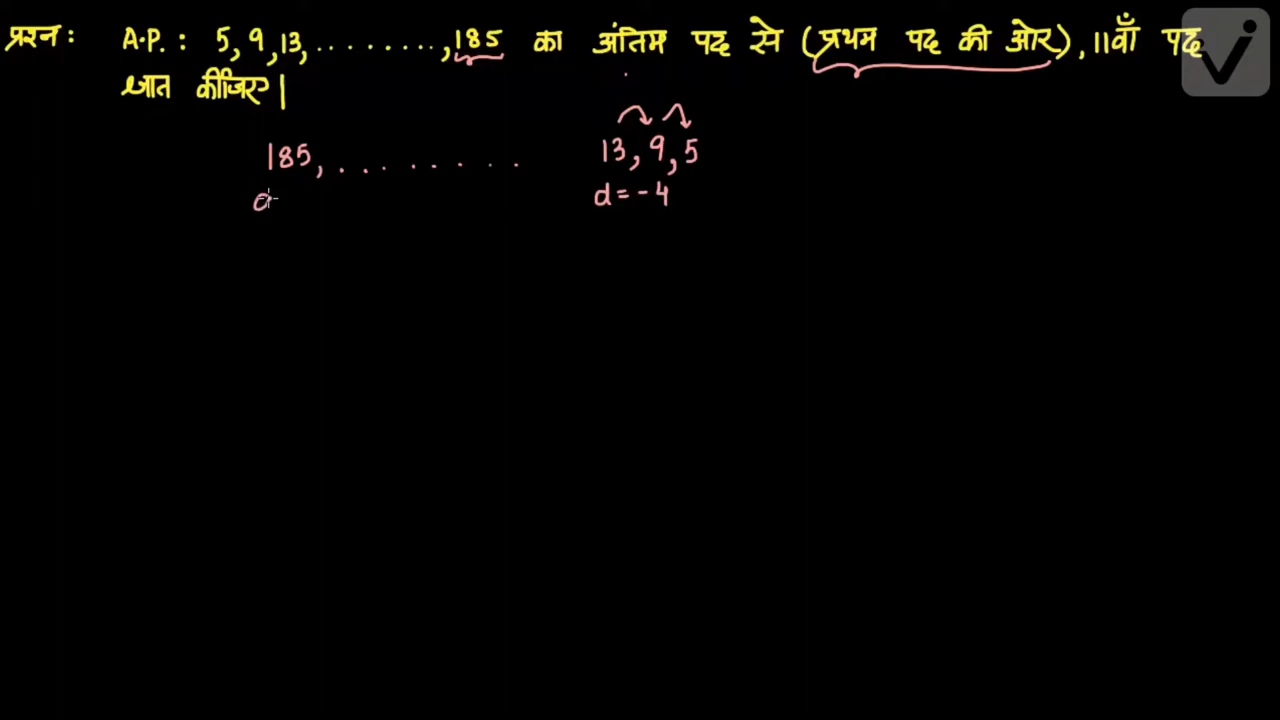 प्रश्न: A.P.: 5, 9, 13, ............, 185 का अंतिम पद से (प्रथम पद की ओर), 11वाँ पद
ज्ञात कीजिए |
185, ........ 13, 9, 5
a d = -4